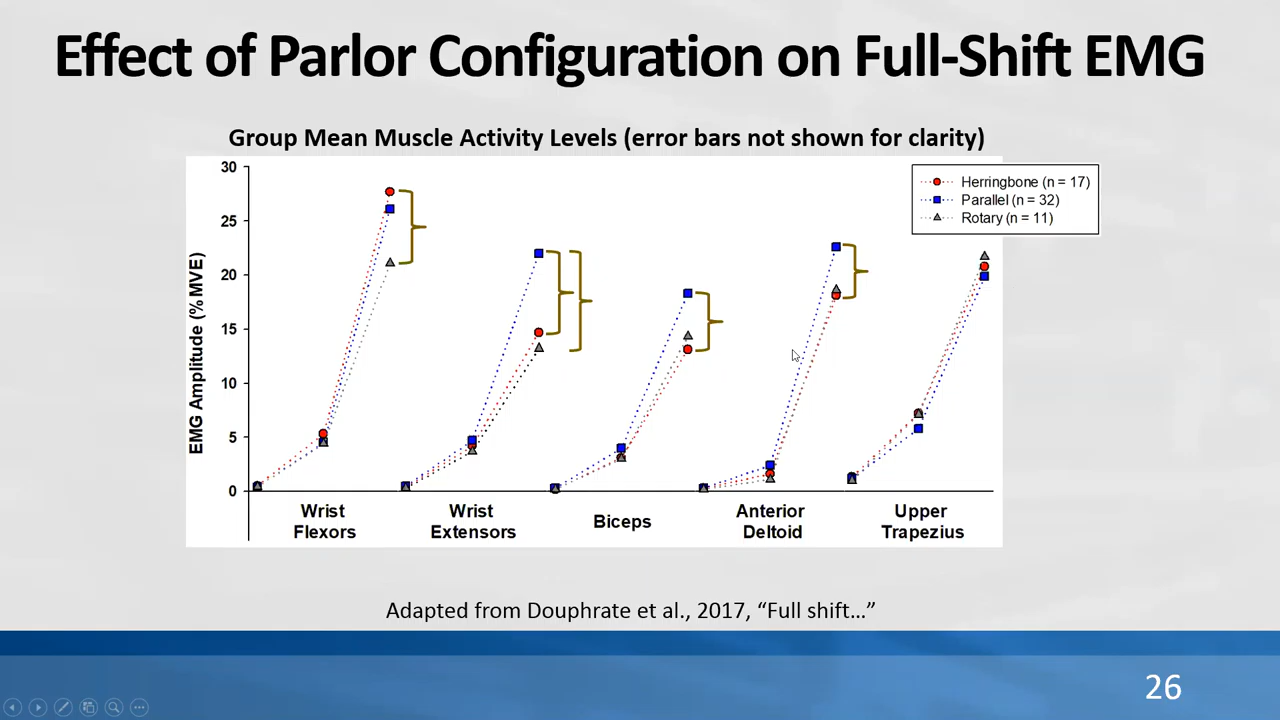 Effect of Parlor Configuration on Full-Shift EMG
Group Mean Muscle Activity Levels (error bars not shown for clarity)
Herringbone (n = 17)
Parallel (n = 32)
Rotary (n = 11)
EMG Amplitude (%MVE)
30
25
20
15
10
5
0
Wrist
Flexors
Wrist
Extensors
Biceps
Anterior
Deltoid
Upper
Trapezius
Adapted from Douphrate et al., 2017, “Full shift…”
26